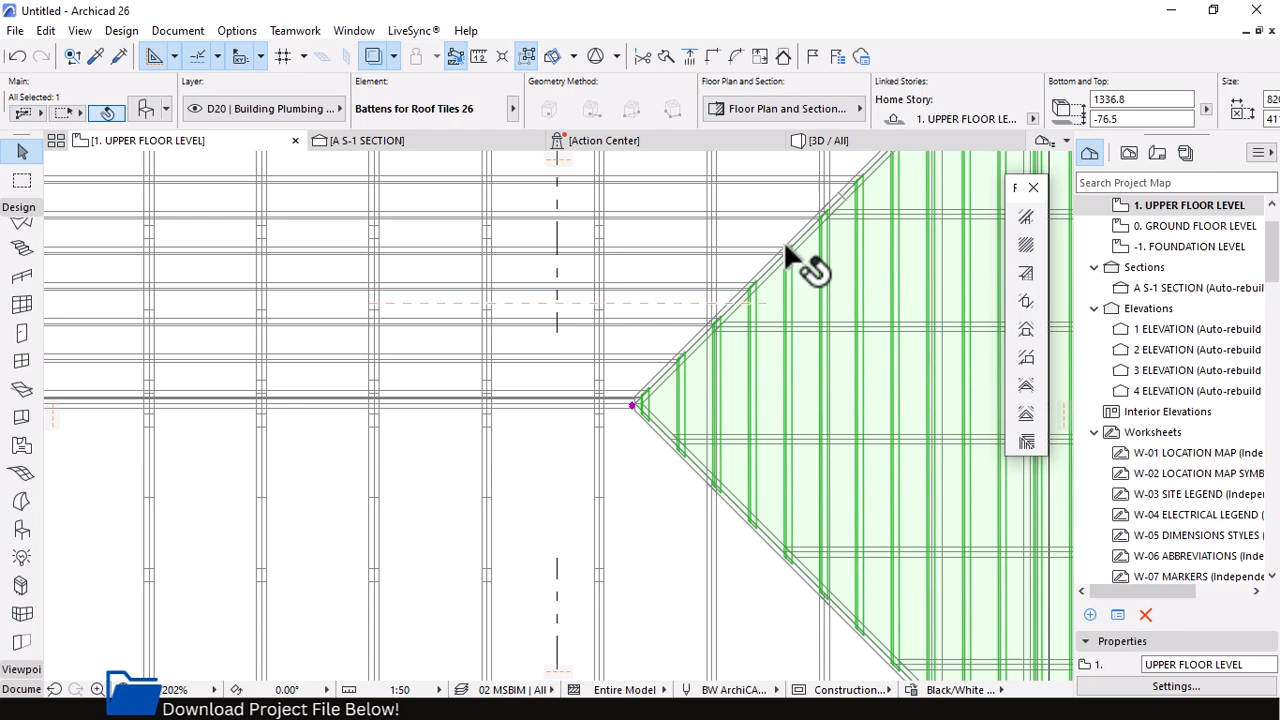 Untitled - Archicad 26
File Edit View Design Document Options Teamwork Window LiveSync® Help
Main: Layer: Element: Geometry Method: Floor Plan and Section: Linked Stories: Bottom and Top: Size:
All Selected: 1 D20 | Building Plumbing ... Battens for Roof Tiles 26 Floor Plan and Section... Home Story: 1336.8
1. UPPER FLOOR LE... -76.5
[1. UPPER FLOOR LEVEL] [A S-1 SECTION] [Action Center] [3D / All]
Search Project Map
Design
1. UPPER FLOOR LEVEL
0. GROUND FLOOR LEVEL
-1. FOUNDATION LEVEL
Sections
A S-1 SECTION (Auto-rebuil
Elevations
1 ELEVATION (Auto-rebuild
2 ELEVATION (Auto-rebuild
3 ELEVATION (Auto-rebuild
4 ELEVATION (Auto-rebuild
Interior Elevations
Worksheets
W-01 LOCATION MAP (Indeper
W-02 LOCATION MAP SYMB
W-03 SITE LEGEND (Indepen
W-04 ELECTRICAL LEGEND (
W-05 DIMENSIONS STYLES (
W-06 ABBREVIATIONS (Inde
W-07 MARKERS (Independe
Properties
1. UPPER FLOOR LEVEL
Settings...
Viewpoi
Docume 202% 0.00° 1:50 02 MSBIM | All Entire Model BW ArchiCA... Construction... Black/White ...
Download Project File Below!